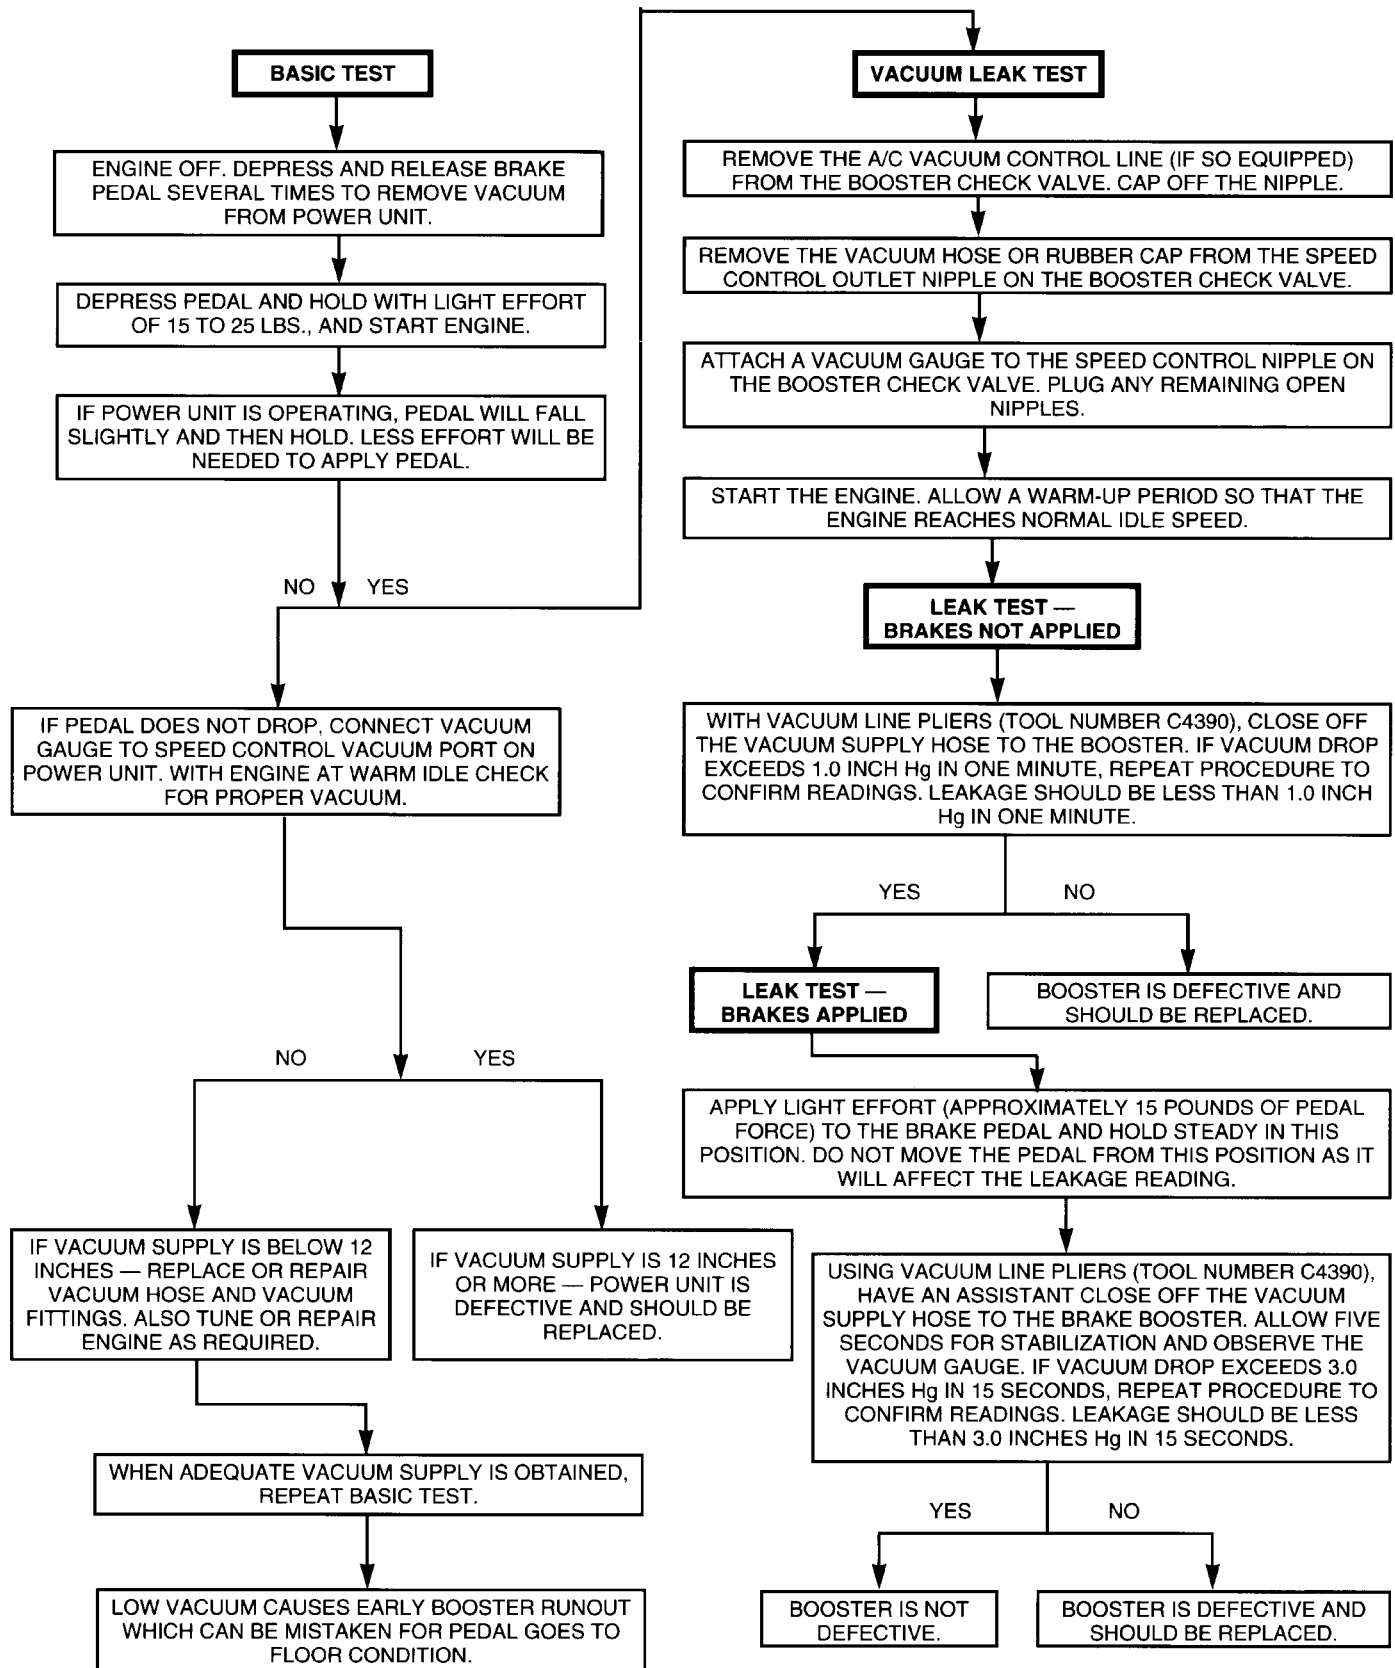 BASIC TEST
ENGINE OFF. DEPRESS AND RELEASE BRAKE
PEDAL SEVERAL TIMES TO REMOVE VACUUM
FROM POWER UNIT.
DEPRESS PEDAL AND HOLD WITH LIGHT EFFORT
OF 15 TO 25 LBS., AND START ENGINE.
IF POWER UNIT IS OPERATING, PEDAL WILL FALL
SLIGHTLY AND THEN HOLD. LESS EFFORT WILL BE
NEEDED TO APPLY PEDAL.
NO YES
IF PEDAL DOES NOT DROP, CONNECT VACUUM
GAUGE TO SPEED CONTROL VACUUM PORT ON
POWER UNIT. WITH ENGINE AT WARM IDLE CHECK
FOR PROPER VACUUM.
NO YES
IF VACUUM SUPPLY IS BELOW 12
INCHES — REPLACE OR REPAIR
VACUUM HOSE AND VACUUM
FITTINGS. ALSO TUNE OR REPAIR
ENGINE AS REQUIRED.
IF VACUUM SUPPLY IS 12 INCHES
OR MORE — POWER UNIT IS
DEFECTIVE AND SHOULD BE
REPLACED.
WHEN ADEQUATE VACUUM SUPPLY IS OBTAINED,
REPEAT BASIC TEST.
LOW VACUUM CAUSES EARLY BOOSTER RUNOUT
WHICH CAN BE MISTAKEN FOR PEDAL GOES TO
FLOOR CONDITION.
VACUUM LEAK TEST
REMOVE THE A/C VACUUM CONTROL LINE (IF SO EQUIPPED)
FROM THE BOOSTER CHECK VALVE. CAP OFF THE NIPPLE.
REMOVE THE VACUUM HOSE OR RUBBER CAP FROM THE SPEED
CONTROL OUTLET NIPPLE ON THE BOOSTER CHECK VALVE.
ATTACH A VACUUM GAUGE TO THE SPEED CONTROL NIPPLE ON
THE BOOSTER CHECK VALVE. PLUG ANY REMAINING OPEN
NIPPLES.
START THE ENGINE. ALLOW A WARM-UP PERIOD SO THAT THE
ENGINE REACHES NORMAL IDLE SPEED.
LEAK TEST —
BRAKES NOT APPLIED
WITH VACUUM LINE PLIERS (TOOL NUMBER C4390), CLOSE OFF
THE VACUUM SUPPLY HOSE TO THE BOOSTER. IF VACUUM DROP
EXCEEDS 1.0 INCH Hg IN ONE MINUTE, REPEAT PROCEDURE TO
CONFIRM READINGS. LEAKAGE SHOULD BE LESS THAN 1.0 INCH
Hg IN ONE MINUTE.
YES NO
LEAK TEST —
BRAKES APPLIED
BOOSTER IS DEFECTIVE AND
SHOULD BE REPLACED.
APPLY LIGHT EFFORT (APPROXIMATELY 15 POUNDS OF PEDAL
FORCE) TO THE BRAKE PEDAL AND HOLD STEADY IN THIS
POSITION. DO NOT MOVE THE PEDAL FROM THIS POSITION AS IT
WILL AFFECT THE LEAKAGE READING.
USING VACUUM LINE PLIERS (TOOL NUMBER C4390),
HAVE AN ASSISTANT CLOSE OFF THE VACUUM
SUPPLY HOSE TO THE BRAKE BOOSTER. ALLOW FIVE
SECONDS FOR STABILIZATION AND OBSERVE THE
VACUUM GAUGE. IF VACUUM DROP EXCEEDS 3.0
INCHES Hg IN 15 SECONDS, REPEAT PROCEDURE TO
CONFIRM READINGS. LEAKAGE SHOULD BE LESS
THAN 3.0 INCHES Hg IN 15 SECONDS.
YES NO
BOOSTER IS NOT
DEFECTIVE.
BOOSTER IS DEFECTIVE AND
SHOULD BE REPLACED.